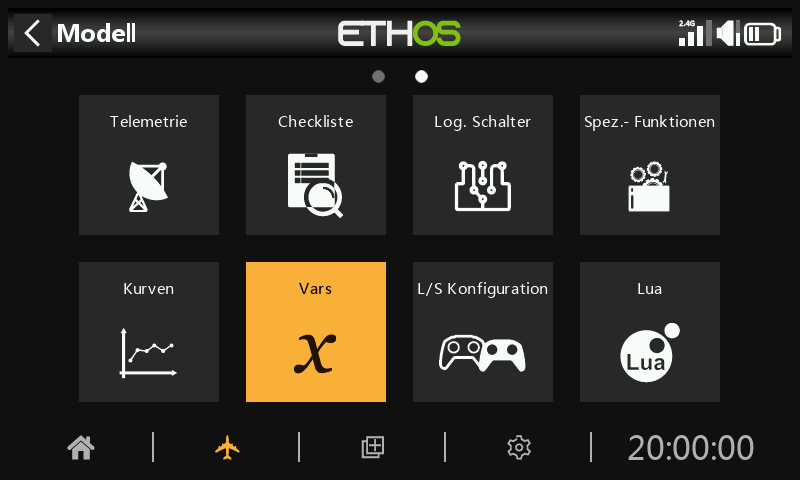 Modell
ETHOS
2.4G
Telemetrie
Checkliste
Log. Schalter
Spez.- Funktionen
Kurven
Vars
L/S Konfiguration
Lua
x
Lua
20:00:00